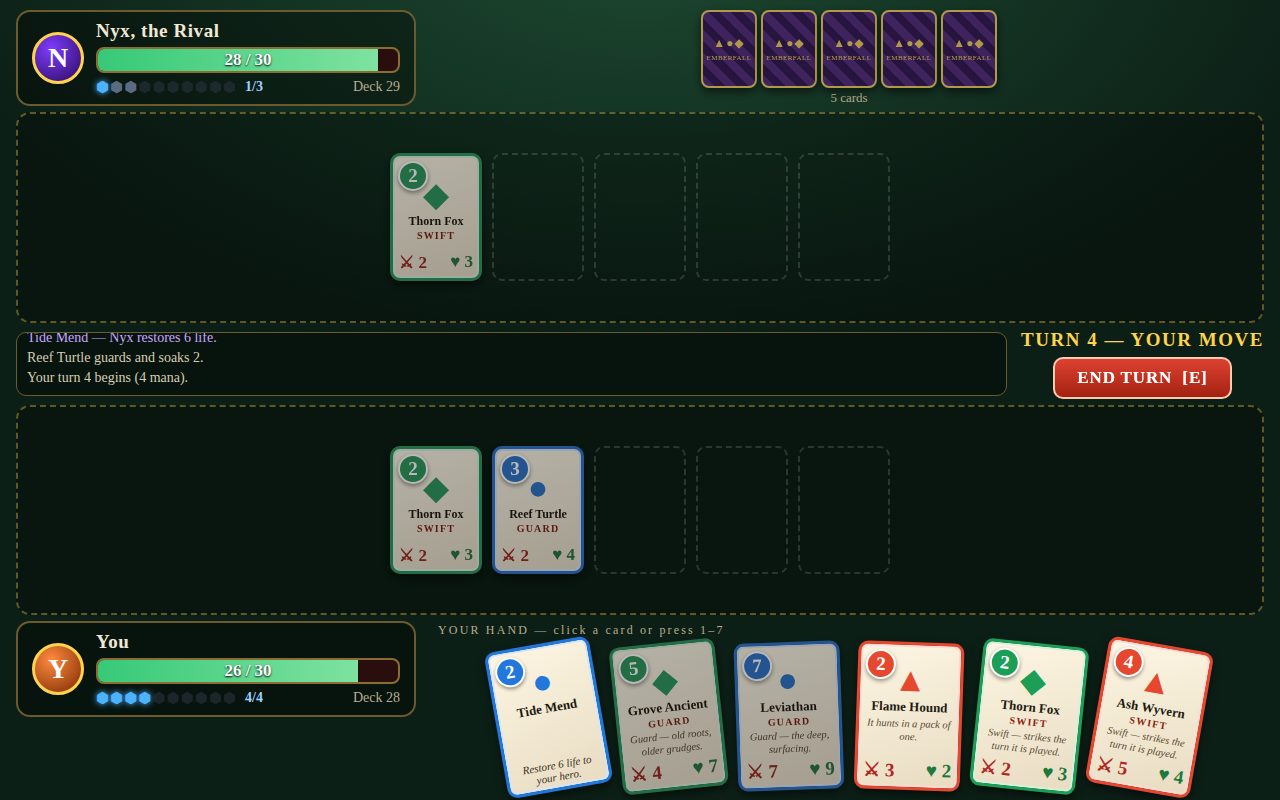 N
Nyx, the Rival
28 / 30
1/3
Deck 29
EMBERFALL
EMBERFALL
EMBERFALL
EMBERFALL
EMBERFALL
5 cards
2
Thorn Fox
SWIFT
2
3
Tide Mend — Nyx restores 6 life.
Reef Turtle guards and soaks 2.
Your turn 4 begins (4 mana).
TURN 4 — YOUR MOVE
END TURN [E]
2
Thorn Fox
SWIFT
2
3
3
Reef Turtle
GUARD
2
4
Y
You
26 / 30
4/4
Deck 28
YOUR HAND — click a card or press 1–7
2
Tide Mend
Restore 6 life to
your hero.
5
Grove Ancient
GUARD
Guard — old roots,
older grudges.
4
7
7
Leviathan
GUARD
Guard — the deep,
surfacing.
7
9
2
Flame Hound
It hunts in a pack of
one.
3
2
2
Thorn Fox
SWIFT
Swift — strikes the
turn it is played.
2
3
4
Ash Wyvern
SWIFT
Swift — strikes the
turn it is played.
5
4